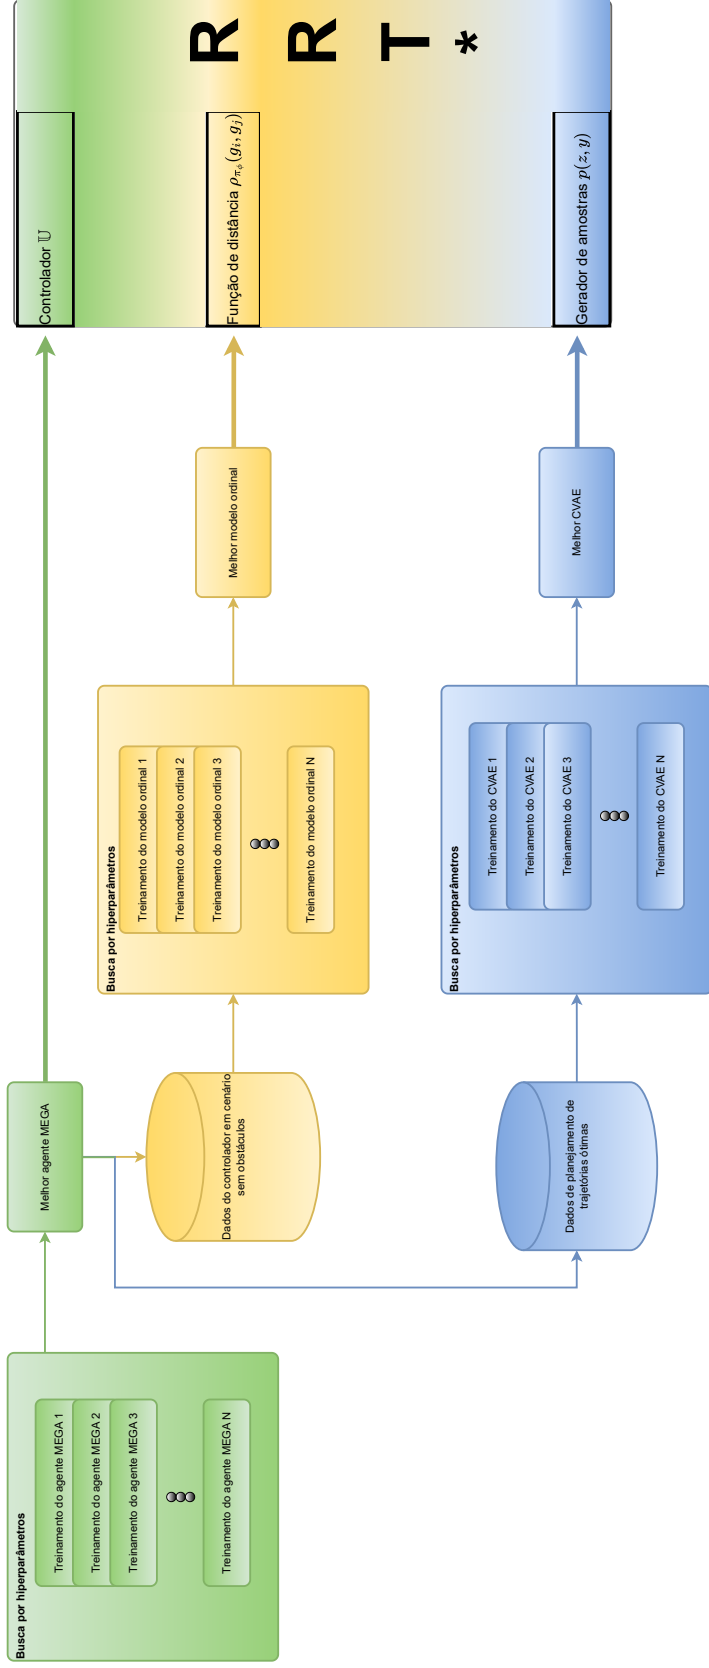 Busca por hiperparâmetros
Treinamento do agente MEGA 1
Treinamento do agente MEGA 2
Treinamento do agente MEGA 3
Treinamento do agente MEGA N
Melhor agente MEGA
Dados do controlador em cenário
sem obstáculos
Dados de planejamento de
trajetórias ótimas
Busca por hiperparâmetros
Treinamento do modelo ordinal 1
Treinamento do modelo ordinal 2
Treinamento do modelo ordinal 3
Treinamento do modelo ordinal N
Busca por hiperparâmetros
Treinamento do CVAE 1
Treinamento do CVAE 2
Treinamento do CVAE 3
Treinamento do CVAE N
Melhor modelo ordinal
Melhor CVAE
Controlador 𝕌
Função de distância $\rho_{\pi_\phi}(g_i, g_j)$
Gerador de amostras $p(z, y)$
R
R
T
*